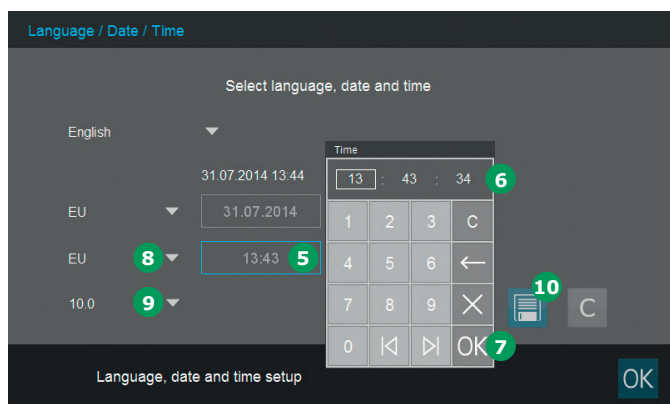 Language / Date / Time
Select language, date and time
English
Time
31.07.2014 13:44
13 : 43 : 34 6
EU 31.07.2014
1 2 3 C
EU 8 13:43 5
4 5 6
10.0 9
7 8 9
10
C
0 OK 7
Language, date and time setup
OK